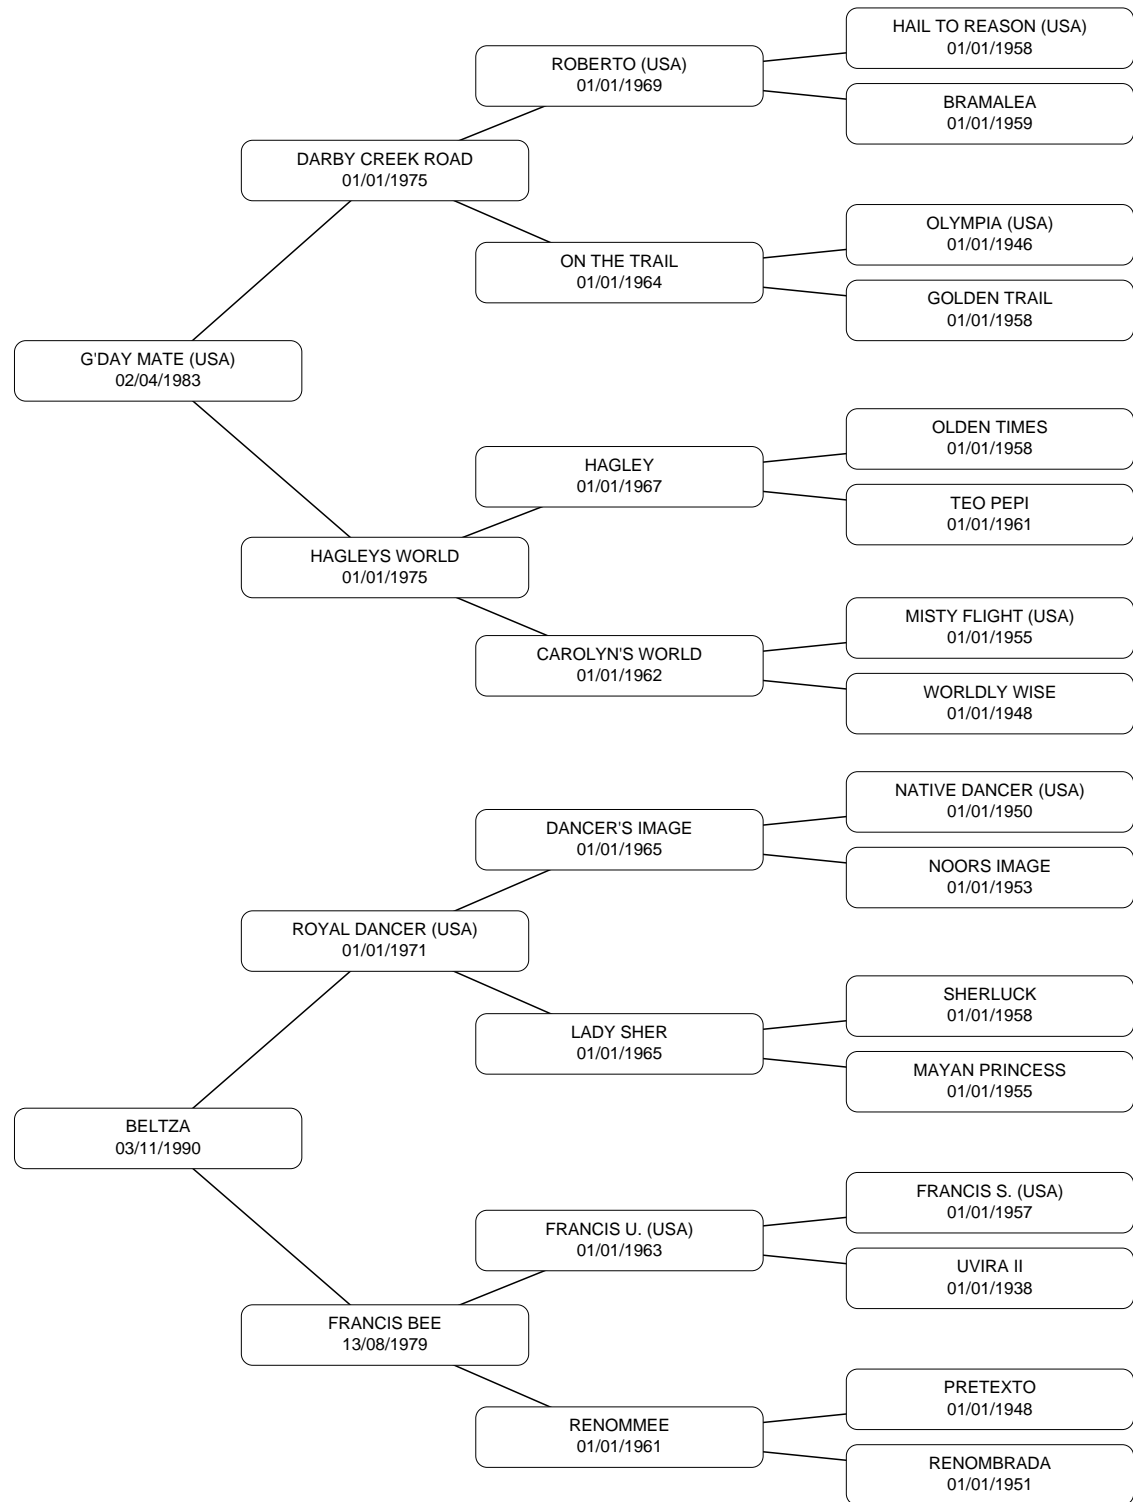 HAIL TO REASON (USA)
01/01/1958
ROBERTO (USA)
01/01/1969
BRAMALEA
01/01/1959
DARBY CREEK ROAD
01/01/1975
OLYMPIA (USA)
01/01/1946
ON THE TRAIL
01/01/1964
GOLDEN TRAIL
01/01/1958
G'DAY MATE (USA)
02/04/1983
OLDEN TIMES
01/01/1958
HAGLEY
01/01/1967
TEO PEPI
01/01/1961
HAGLEYS WORLD
01/01/1975
MISTY FLIGHT (USA)
01/01/1955
CAROLYN'S WORLD
01/01/1962
WORLDLY WISE
01/01/1948
NATIVE DANCER (USA)
01/01/1950
DANCER'S IMAGE
01/01/1965
NOORS IMAGE
01/01/1953
ROYAL DANCER (USA)
01/01/1971
SHERLUCK
01/01/1958
LADY SHER
01/01/1965
MAYAN PRINCESS
01/01/1955
BELTZA
03/11/1990
FRANCIS S. (USA)
01/01/1957
FRANCIS U. (USA)
01/01/1963
UVIRA II
01/01/1938
FRANCIS BEE
13/08/1979
PRETEXTO
01/01/1948
RENOMMEE
01/01/1961
RENOMBRADA
01/01/1951